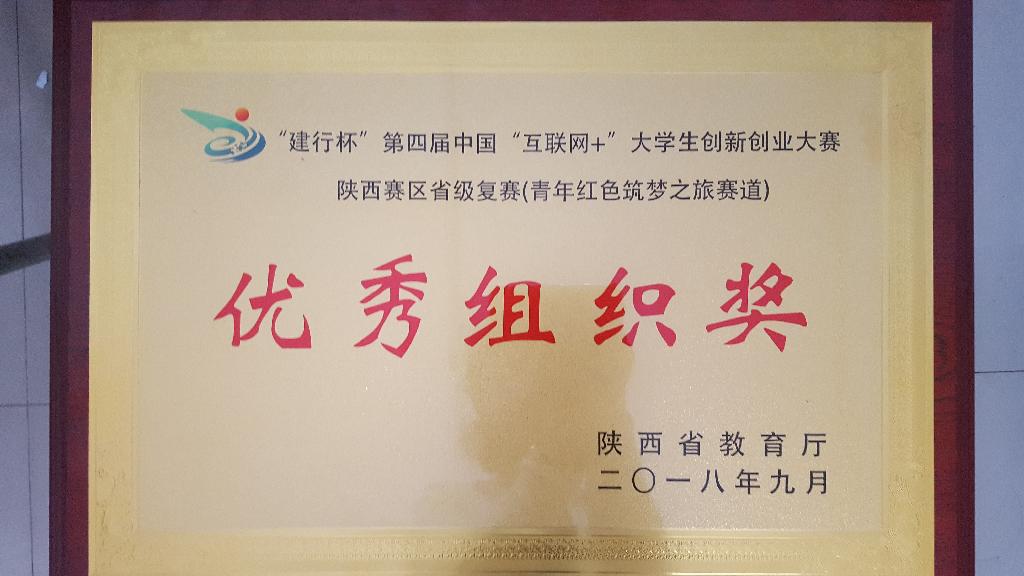 “建行杯”第四届中国“互联网+”大学生创新创业大赛
陕西赛区省级复赛(青年红色筑梦之旅赛道)
优秀组织奖
陕西省教育厅
二〇一八年九月